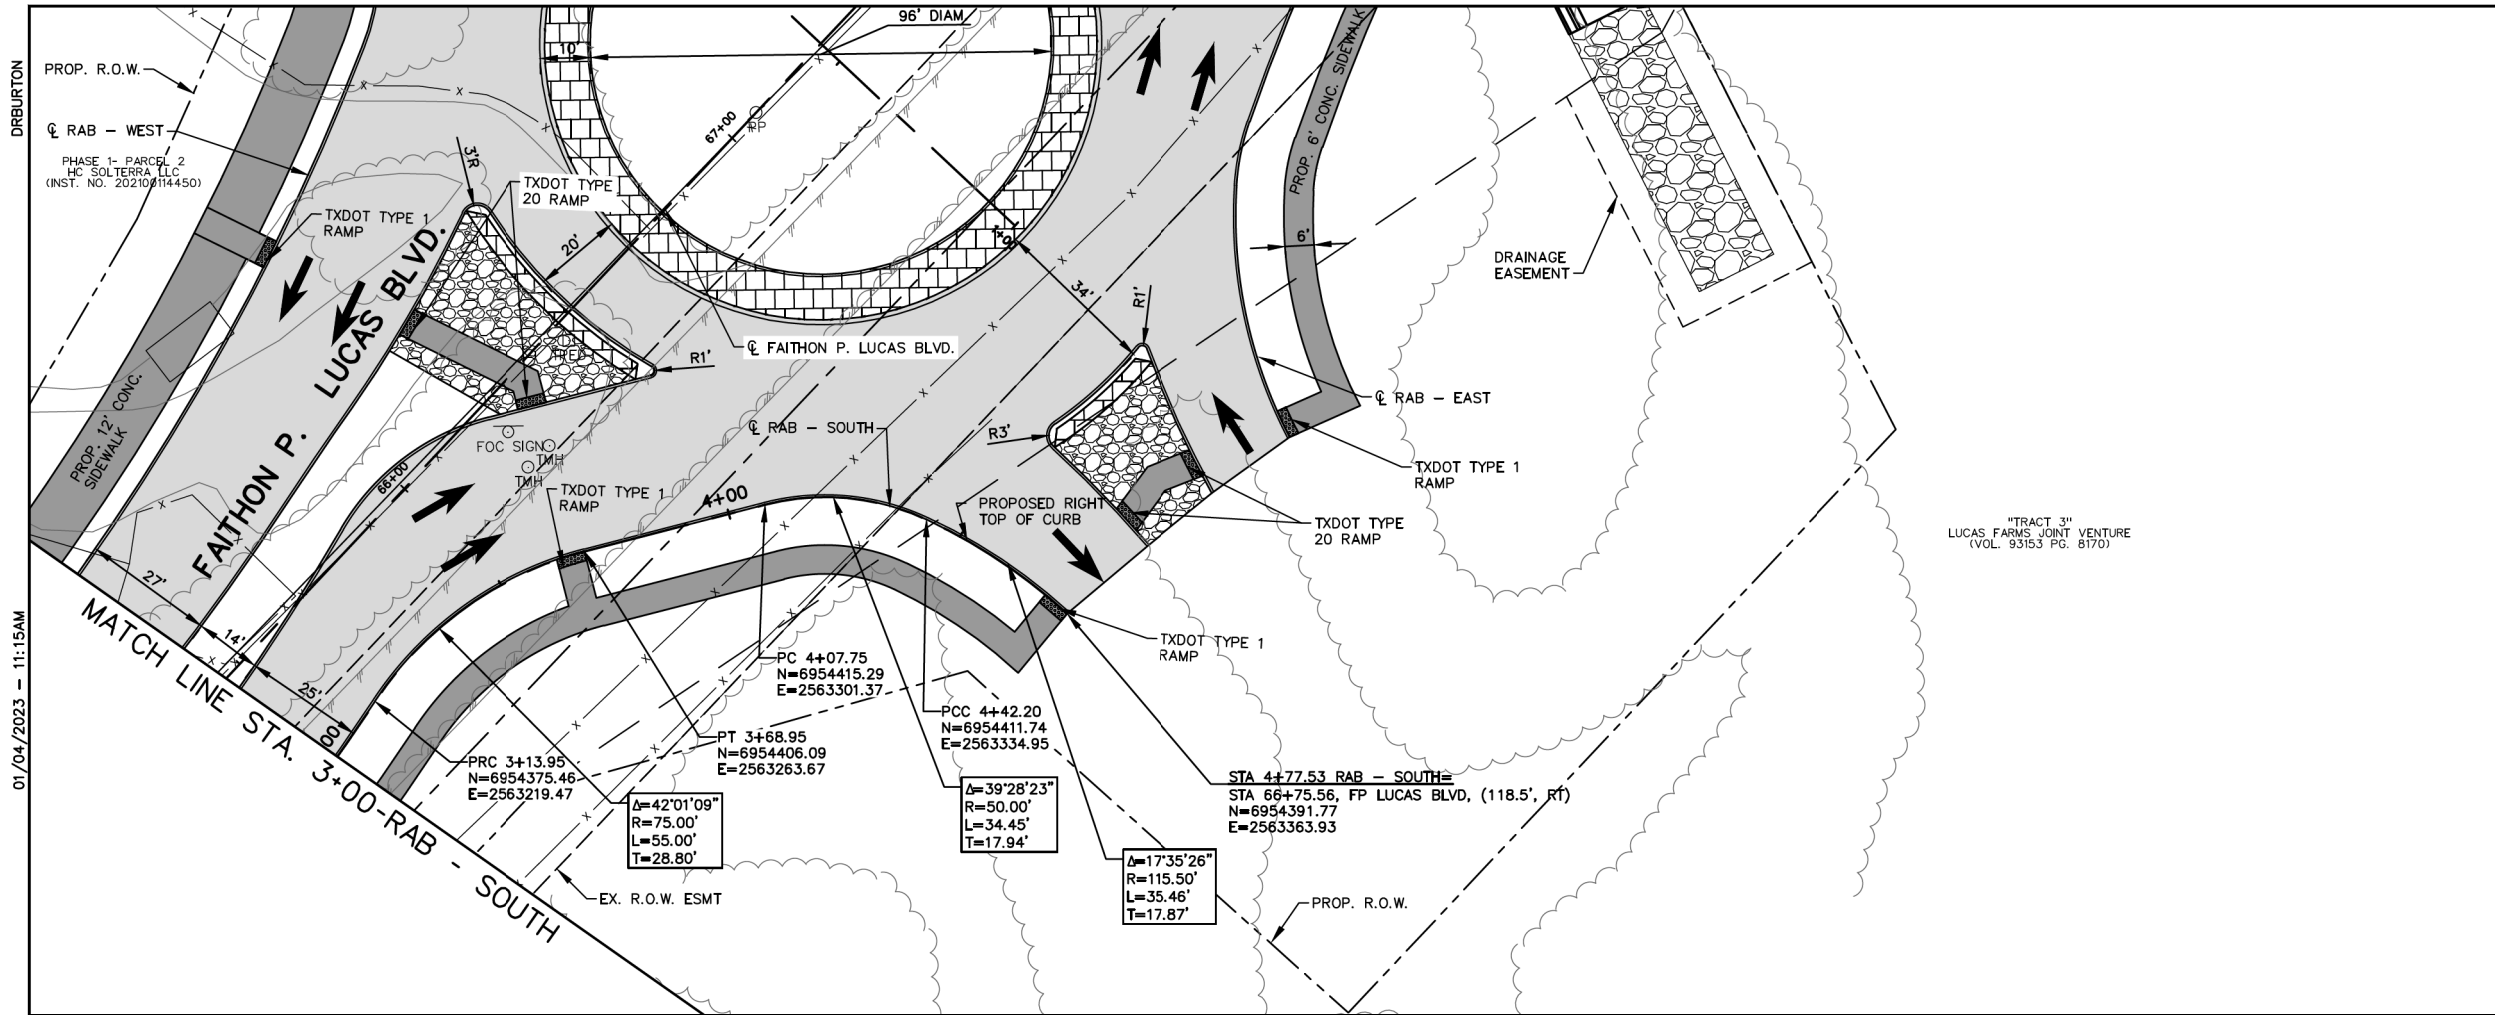 96' DIAM
10'
PROP. R.O.W.
DRBURTON
℄ RAB - WEST
67+00
PP
PHASE 1- PARCEL 2
HC SOLTERRA LLC
(INST. NO. 202100114450)
3'R
TXDOT TYPE
20 RAMP
PROP. 6' CONC. SIDEWALK
TXDOT TYPE 1
RAMP
20'
1+00
6'
34'
R1'
DRAINAGE
EASEMENT
FAITHON P. LUCAS BLVD.
℄ FAITHON P. LUCAS BLVD.
R1'
TPED
℄ RAB - EAST
PROP. 12' CONC.
SIDEWALK
℄ RAB - SOUTH
R3'
FOC SIGN
TMH
TMH
66+00
TXDOT TYPE 1
RAMP
4+00
PROPOSED RIGHT
TOP OF CURB
TXDOT TYPE 1
RAMP
TXDOT TYPE
20 RAMP
"TRACT 3"
LUCAS FARMS JOINT VENTURE
(VOL. 93153 PG. 8170)
27'
14'
25'
00
MATCH LINE STA. 3+00-RAB - SOUTH
01/04/2023 - 11:15AM
TXDOT TYPE 1
RAMP
PC 4+07.75
N=6954415.29
E=2563301.37
PCC 4+42.20
N=6954411.74
E=2563334.95
PT 3+68.95
N=6954406.09
E=2563263.67
PRC 3+13.95
N=6954375.46
E=2563219.47
STA 4+77.53 RAB - SOUTH=
STA 66+75.56, FP LUCAS BLVD, (118.5', RT)
N=6954391.77
E=2563363.93
Δ=42°01'09"
R=75.00'
L=55.00'
T=28.80'
Δ=39°28'23"
R=50.00'
L=34.45'
T=17.94'
Δ=17°35'26"
R=115.50'
L=35.46'
T=17.87'
EX. R.O.W. ESMT
PROP. R.O.W.